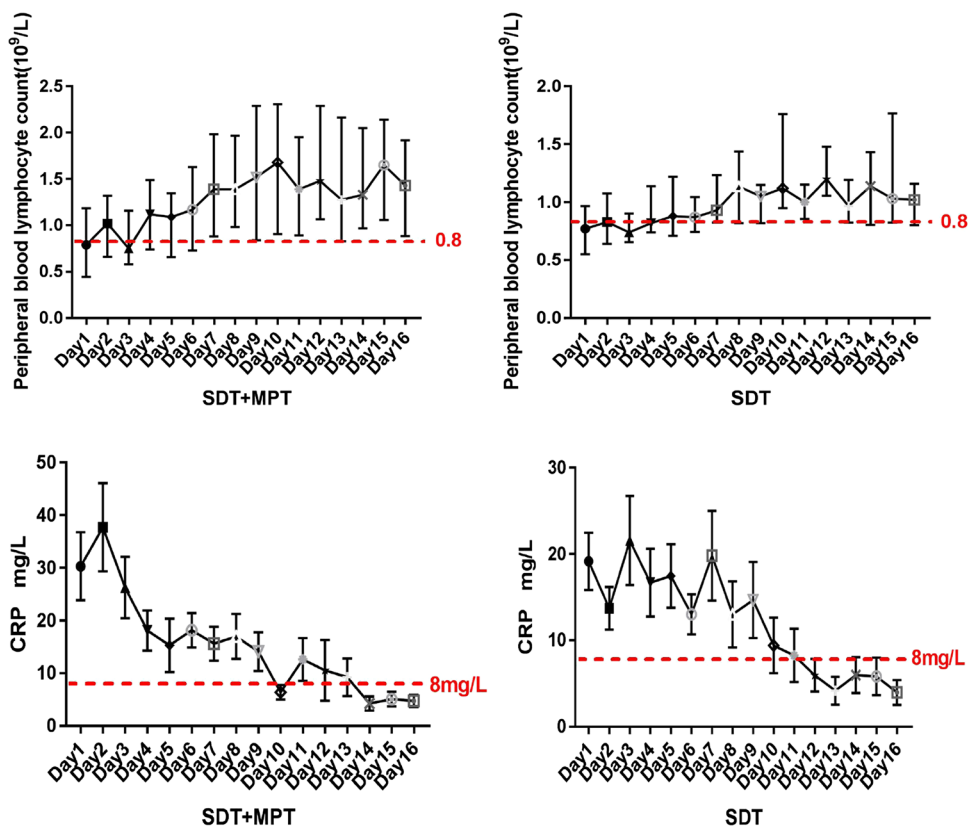 Peripheral blood lymphocyte count(10⁹/L)
2.5
2.0
1.5
1.0
0.5
0.0
0.8
Day1
Day2
Day3
Day4
Day5
Day6
Day7
Day8
Day9
Day10
Day11
Day12
Day13
Day14
Day15
Day16
SDT+MPT
Peripheral blood lymphocyte count(10⁹/L)
2.0
1.5
1.0
0.5
0.0
0.8
Day1
Day2
Day3
Day4
Day5
Day6
Day7
Day8
Day9
Day10
Day11
Day12
Day13
Day14
Day15
Day16
SDT
CRP mg/L
50
40
30
20
10
0
8mg/L
Day1
Day2
Day3
Day4
Day5
Day6
Day7
Day8
Day9
Day10
Day11
Day12
Day13
Day14
Day15
Day16
SDT+MPT
CRP mg/L
30
20
10
0
8mg/L
Day1
Day2
Day3
Day4
Day5
Day6
Day7
Day8
Day9
Day10
Day11
Day12
Day13
Day14
Day15
Day16
SDT